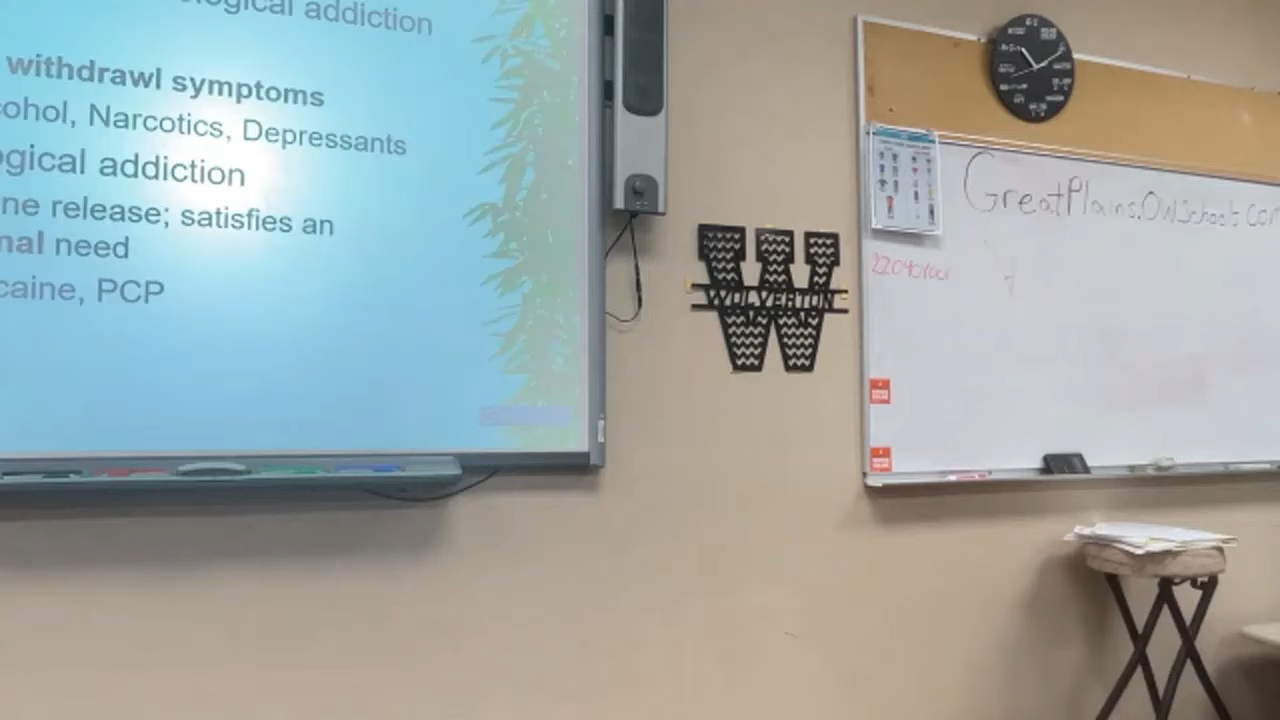 ogical addiction
withdrawl symptoms
cohol, Narcotics, Depressants
ogical addiction
ne release; satisfies an
nal need
caine, PCP
WOLVERTON
GreatPlains.OwlSchools.com